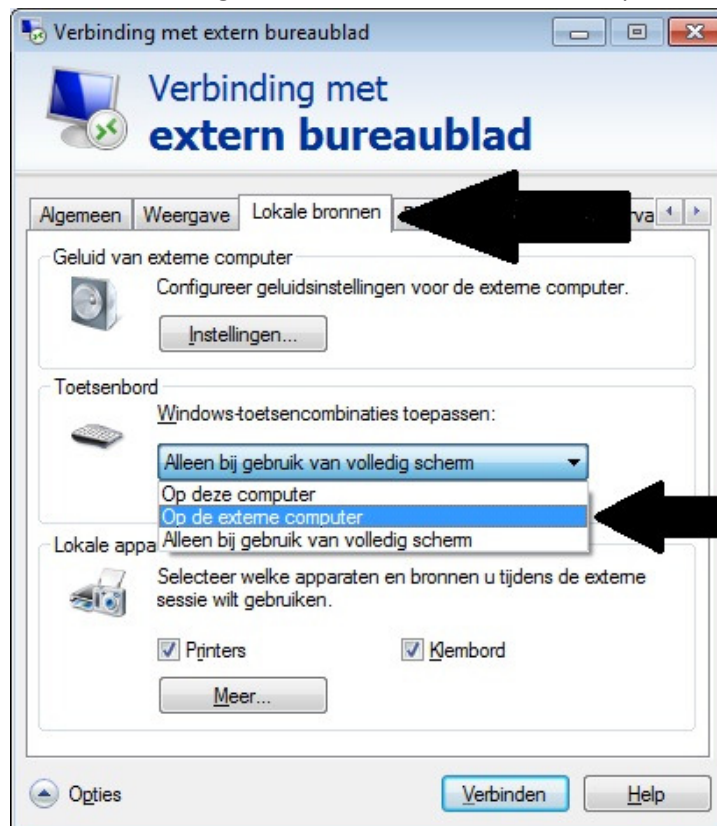 Verbinding met extern bureaublad
Verbinding met
extern bureaublad
Algemeen Weergave Lokale bronnen
Geluid van externe computer
Configureer geluidsinstellingen voor de externe computer.
Instellingen...
Toetsenbord
Windows-toetsencombinaties toepassen:
Alleen bij gebruik van volledig scherm
Op deze computer
Op de externe computer
Alleen bij gebruik van volledig scherm
Lokale
Selecteer welke apparaten en bronnen u tijdens de externe
sessie wilt gebruiken.
Printers Klembord
Meer...
Opties Verbinden Help